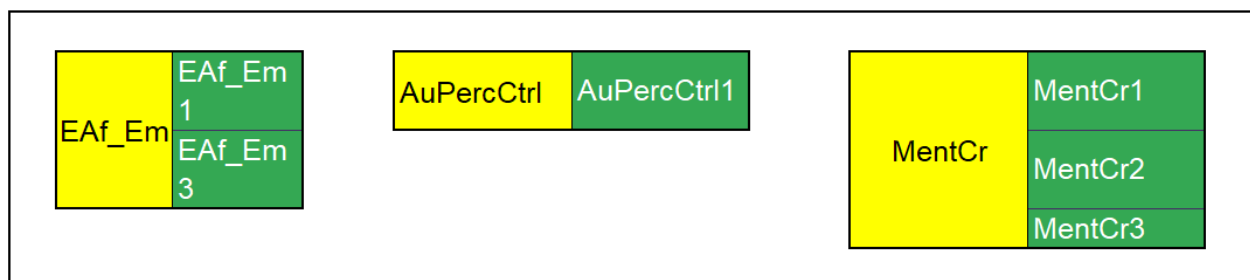 EAf_Em
EAf_Em
1
EAf_Em
3
AuPercCtrl
AuPercCtrl1
MentCr
MentCr1
MentCr2
MentCr3